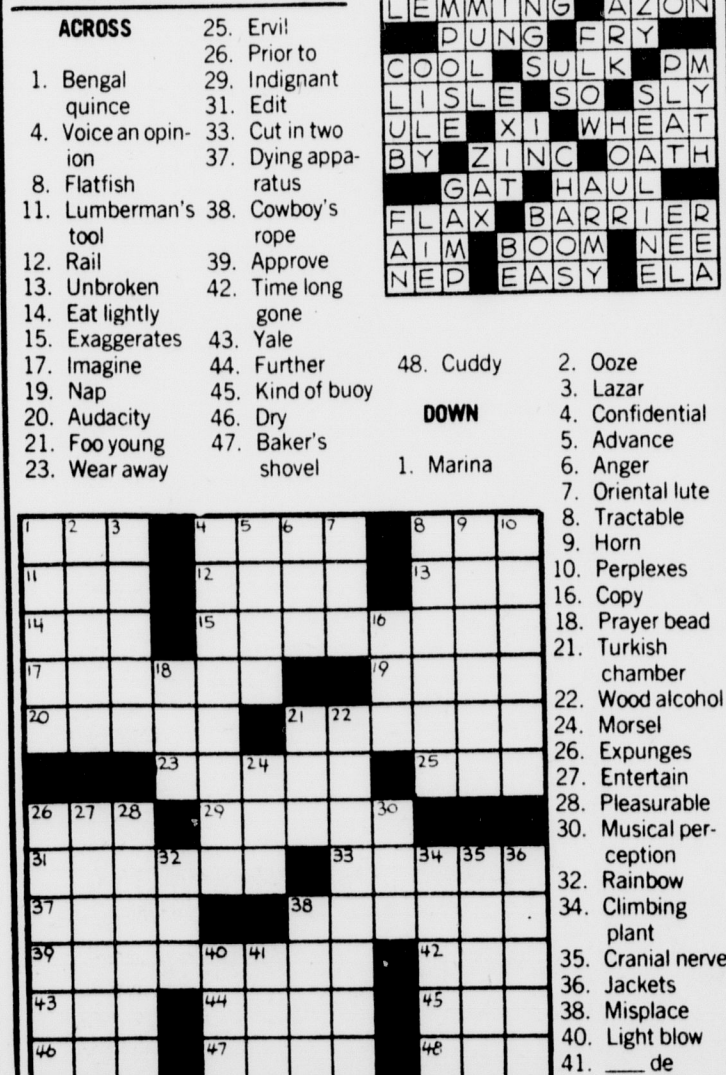 LEMMING AZON
PUNG FRY
COOL SULK PM
LISLE SO SLY
ULE XI WHEAT
BY ZINC OATH
GAT HAUL
FLAX BARRIER
AIM BOOM NEE
NED EASY ELA
ACROSS
1. Bengal
quince
4. Voice an opin-
ion
8. Flatfish
11. Lumberman's
tool
12. Rail
13. Unbroken
14. Eat lightly
15. Exaggerates
17. Imagine
19. Nap
20. Audacity
21. Foo young
23. Wear away
25. Ervil
26. Prior to
29. Indignant
31. Edit
33. Cut in two
37. Dying appa-
ratus
38. Cowboy's
rope
39. Approve
42. Time long
gone
43. Yale
44. Further
45. Kind of buoy
46. Dry
47. Baker's
shovel
48. Cuddy
DOWN
1. Marina
2. Ooze
3. Lazar
4. Confidential
5. Advance
6. Anger
7. Oriental lute
8. Tractable
9. Horn
10. Perplexes
16. Copy
18. Prayer bead
21. Turkish
chamber
22. Wood alcohol
24. Morsel
26. Expunges
27. Entertain
28. Pleasurable
30. Musical per-
ception
32. Rainbow
34. Climbing
plant
35. Cranial nerve
36. Jackets
38. Misplace
40. Light blow
41. ___ de
1 2 3 4 5 6 7 8 9 10
11 12 13
14 15 16
17 18 19
20 21 22
23 24 25
26 27 28 29 30
31 32 33 34 35 36
37 38
39 40 41 42
43 44 45
46 47 48